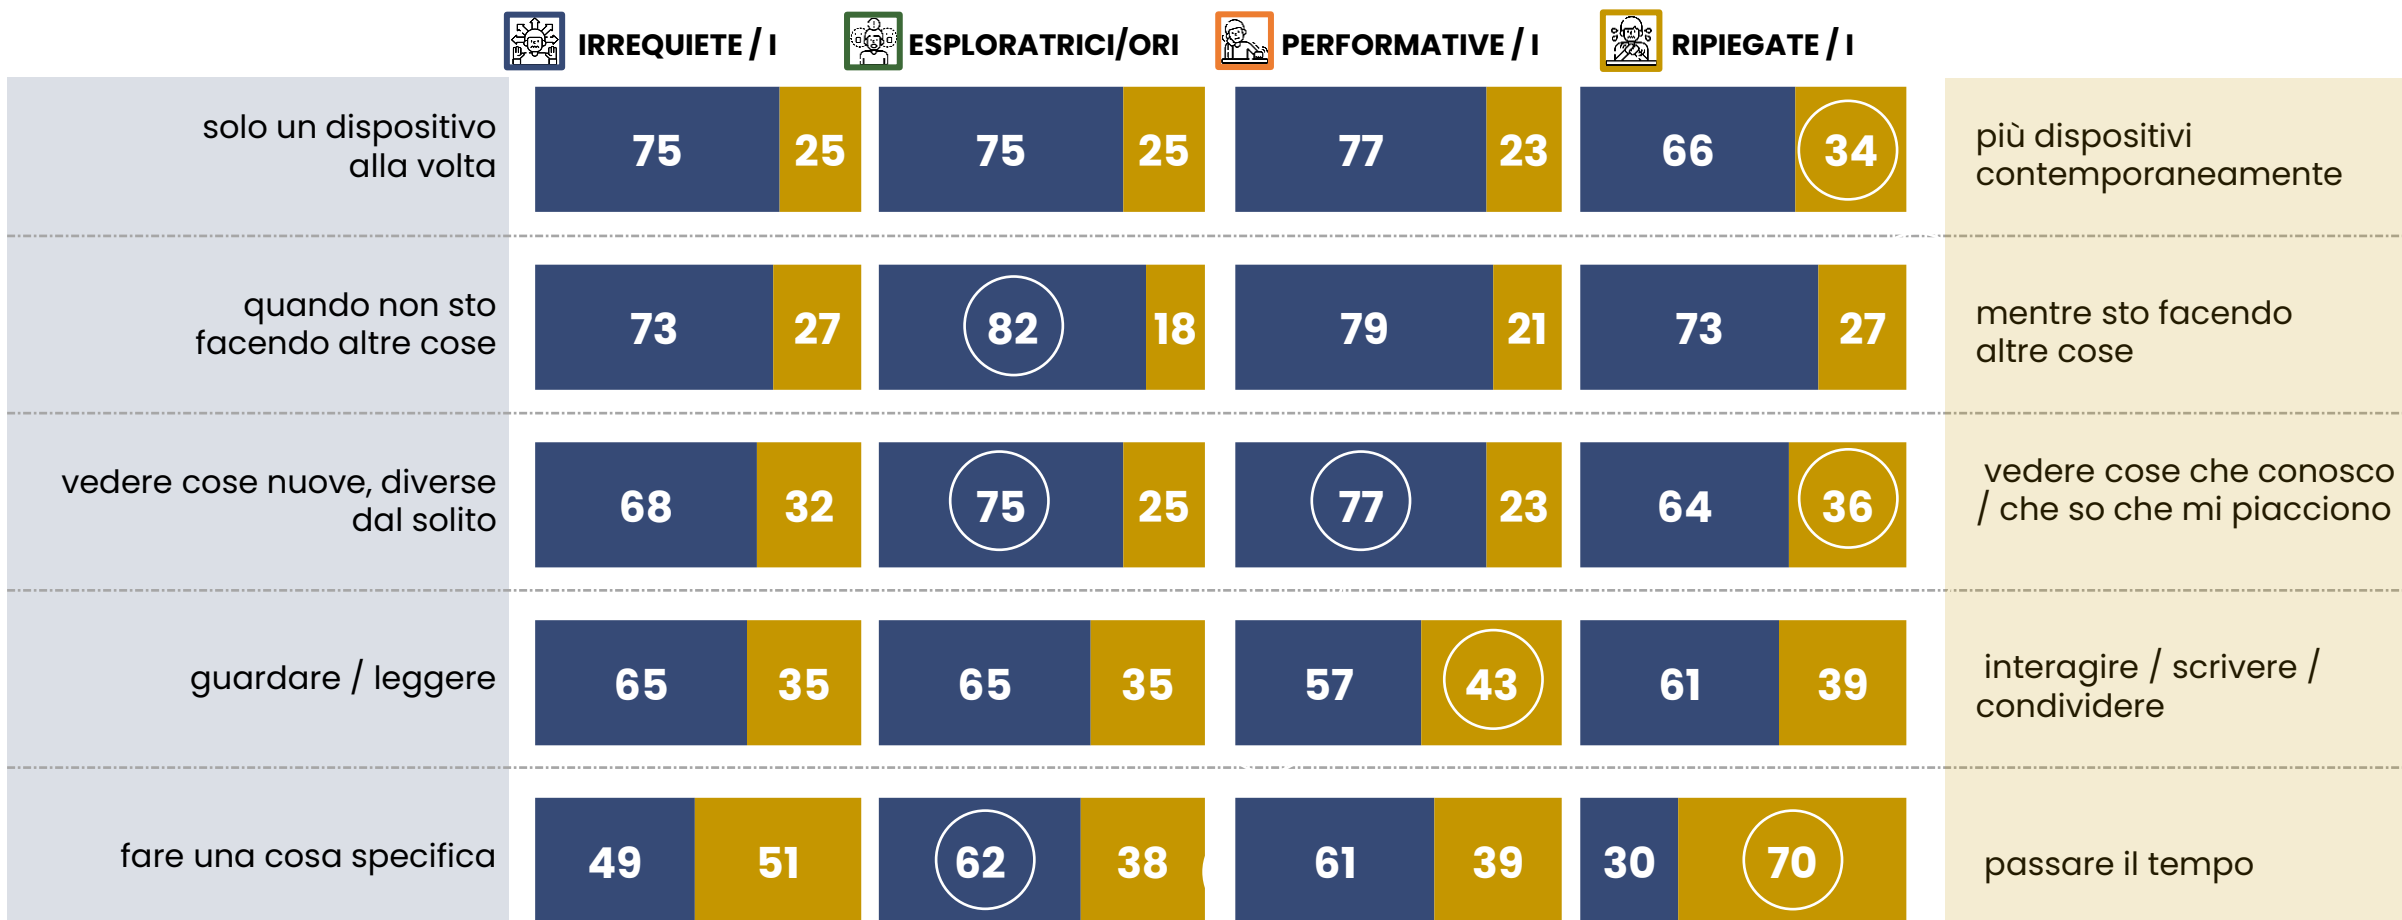 IRREQUIETE / I
ESPLORATRICI/ORI
PERFORMATIVE / I
RIPIEGATE / I
solo un dispositivo
alla volta
75 25
75 25
77 23
66 34
più dispositivi
contemporaneamente
quando non sto
facendo altre cose
73 27
82 18
79 21
73 27
mentre sto facendo
altre cose
vedere cose nuove, diverse
dal solito
68 32
75 25
77 23
64 36
vedere cose che conosco
/ che so che mi piacciono
guardare / leggere
65 35
65 35
57 43
61 39
interagire / scrivere /
condividere
fare una cosa specifica
49 51
62 38
61 39
30 70
passare il tempo